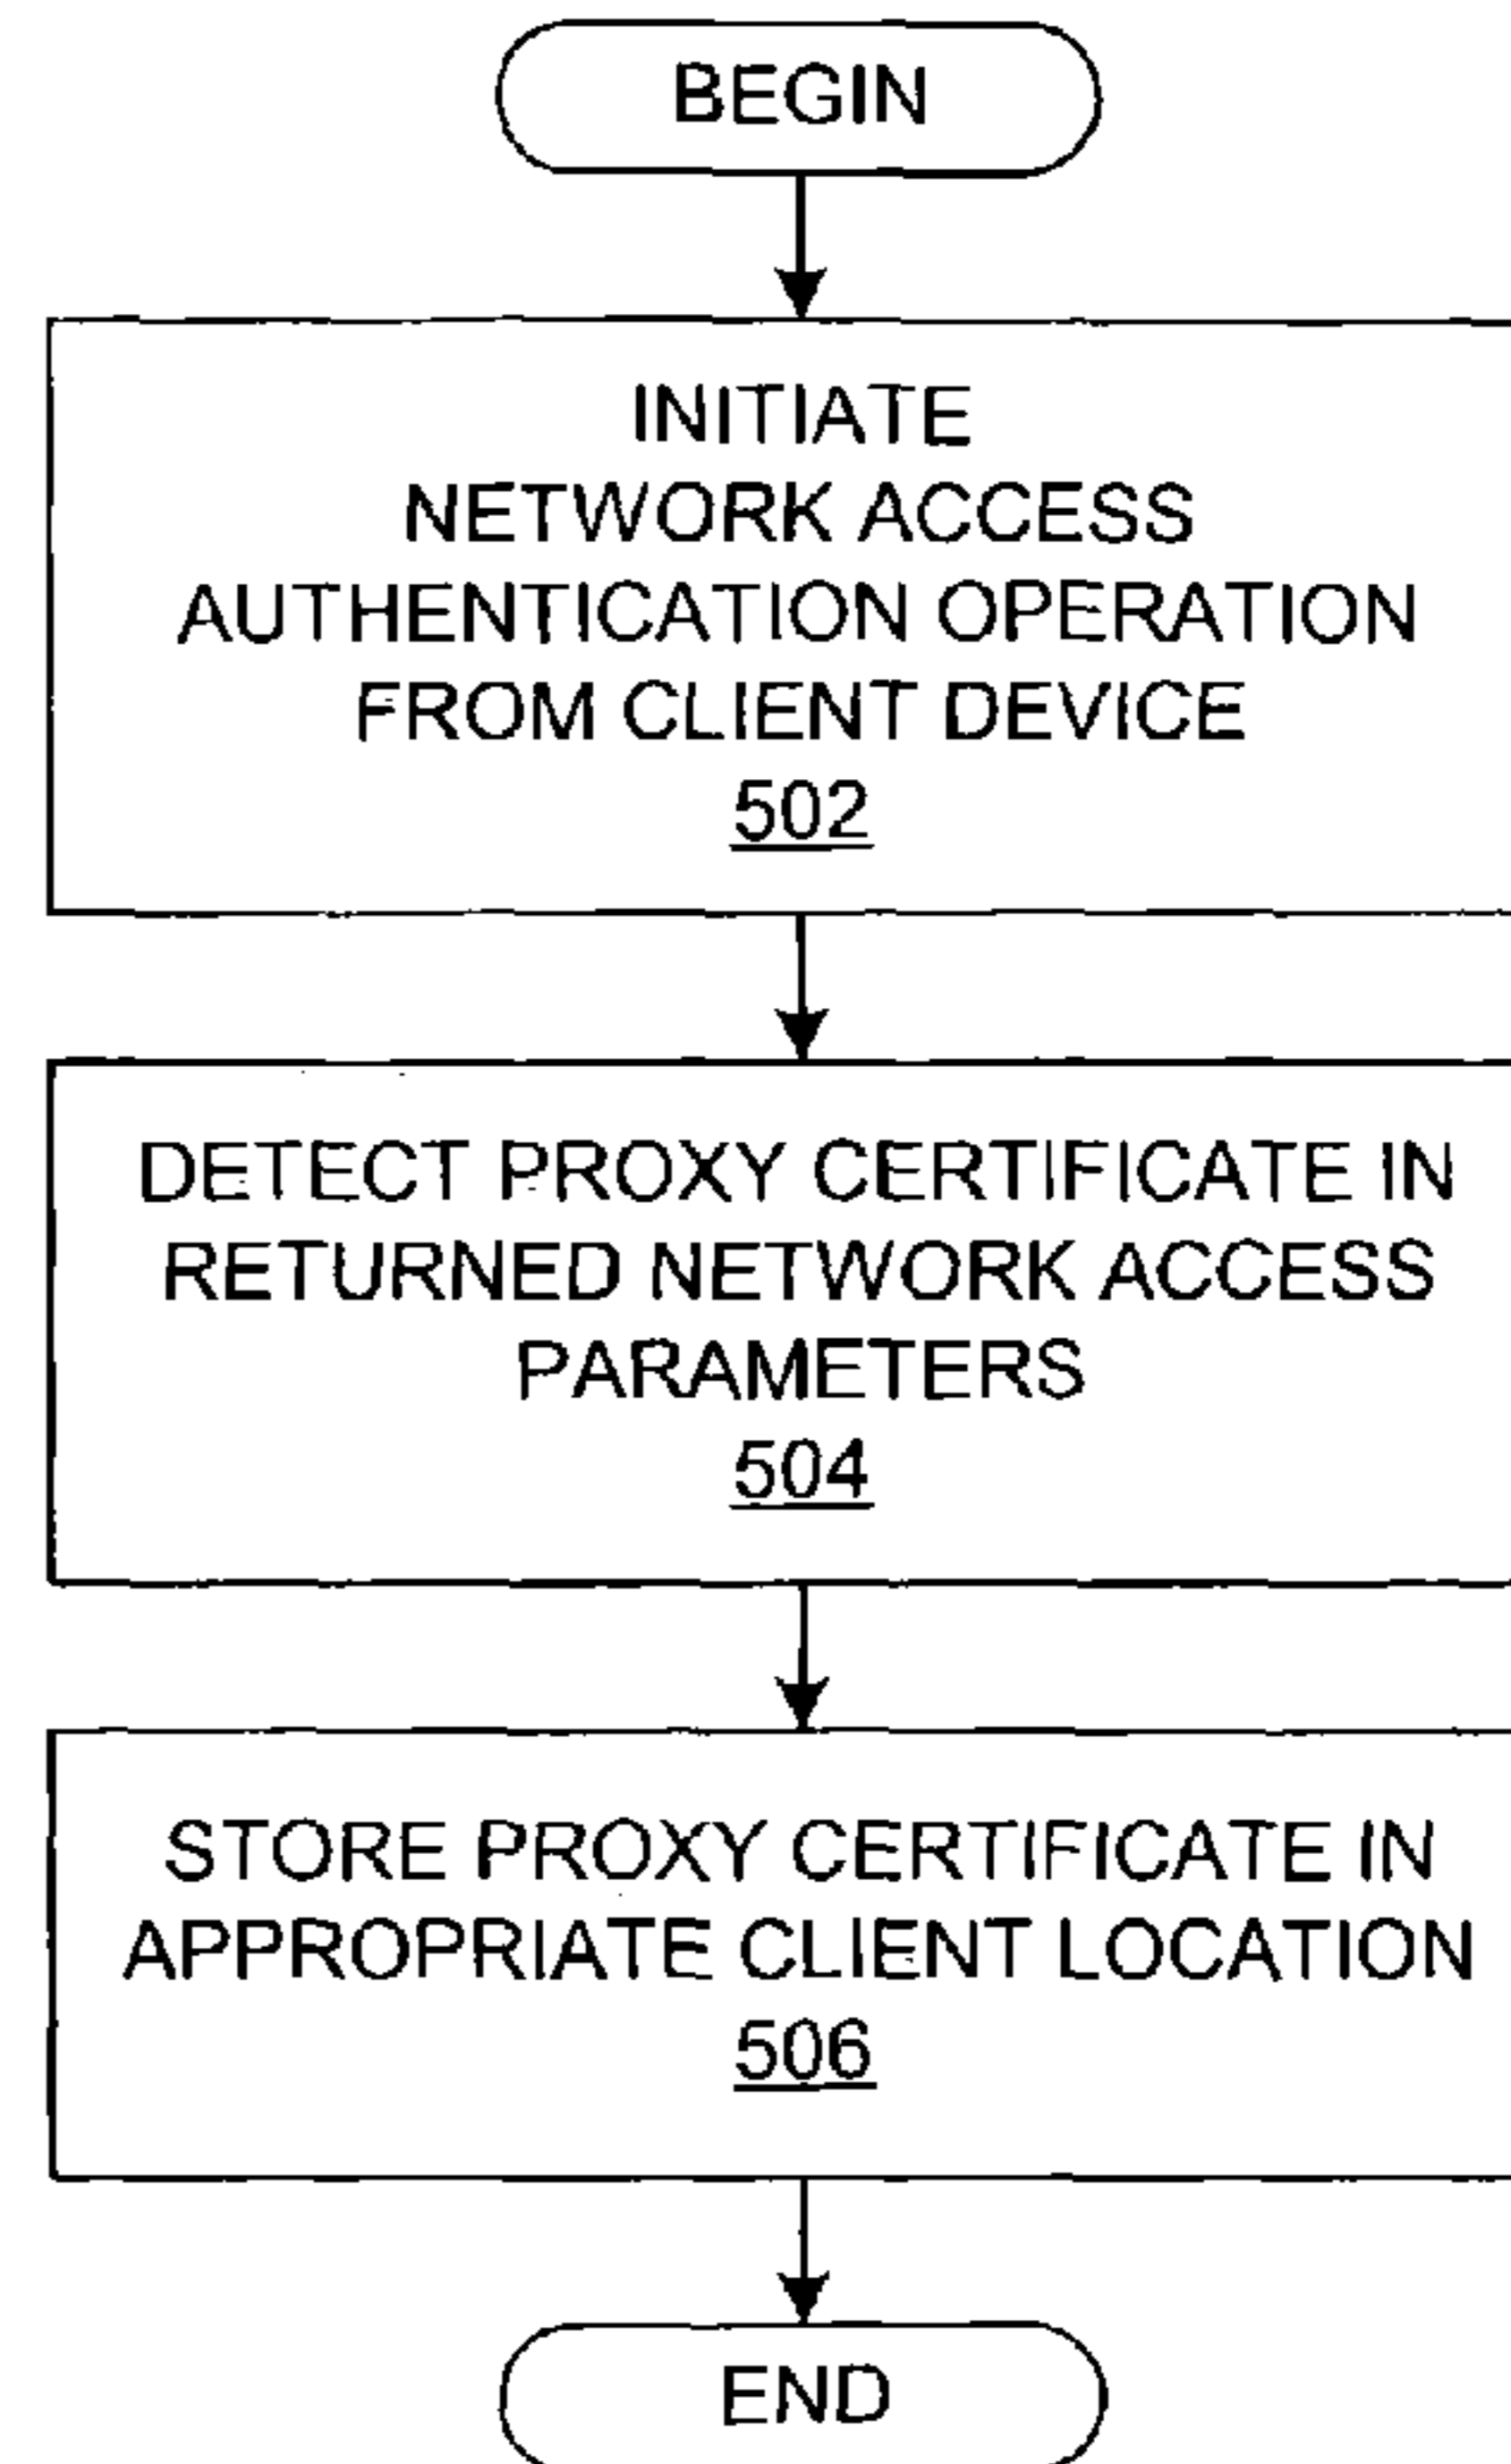 BEGIN
INITIATE
NETWORK ACCESS
AUTHENTICATION OPERATION
FROM CLIENT DEVICE
502
DETECT PROXY CERTIFICATE IN
RETURNED NETWORK ACCESS
PARAMETERS
504
STORE PROXY CERTIFICATE IN
APPROPRIATE CLIENT LOCATION
506
END